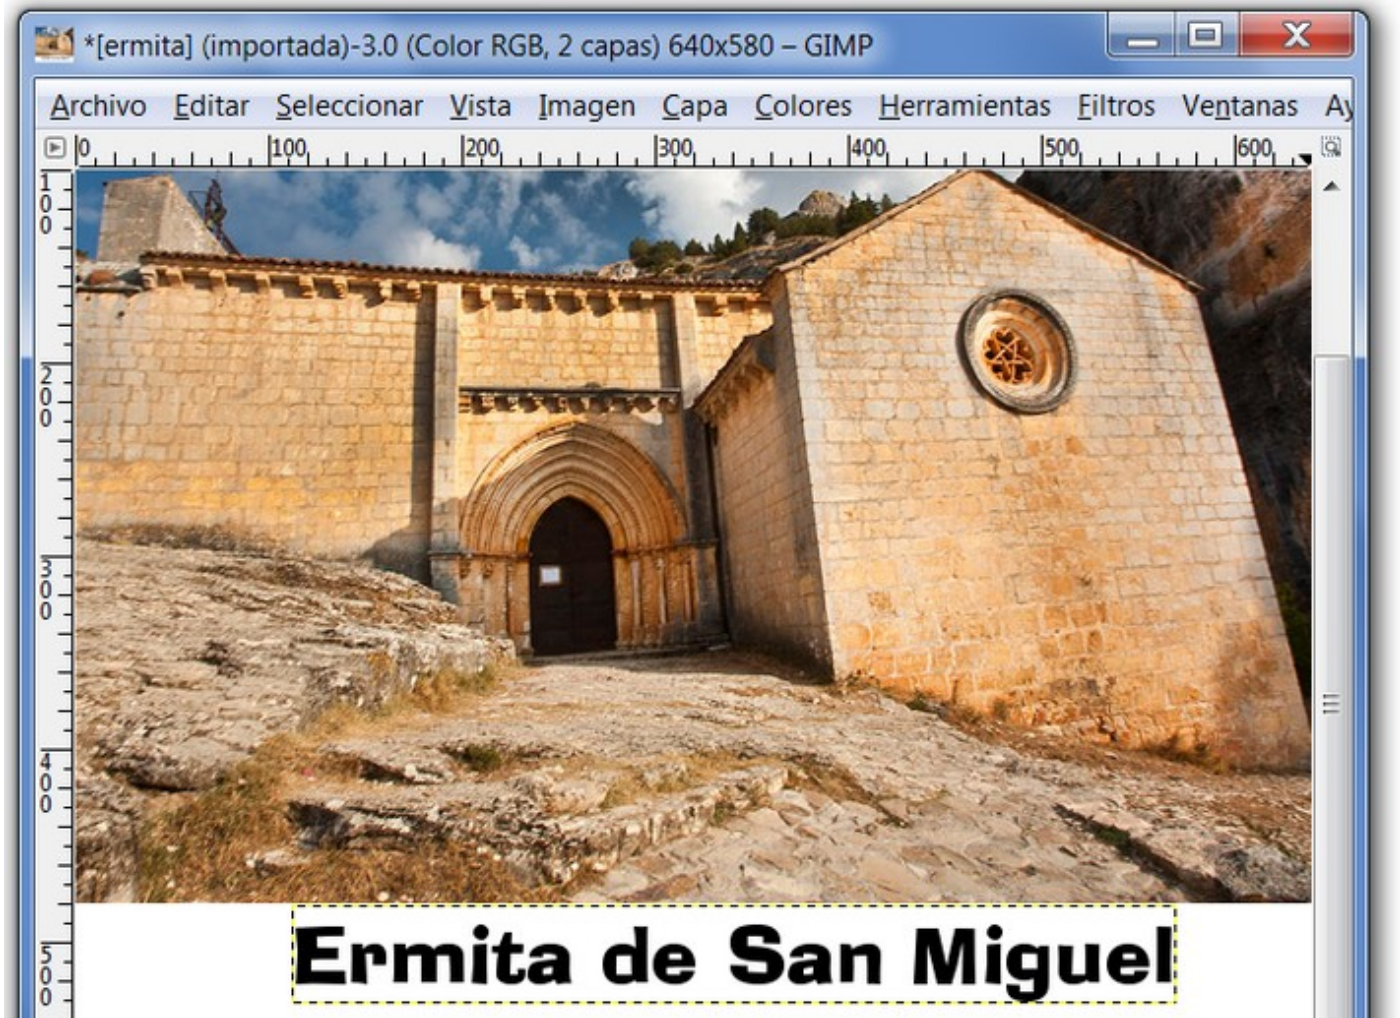 *[ermita] (importada)-3.0 (Color RGB, 2 capas) 640x580 – GIMP
Archivo Editar Seleccionar Vista Imagen Capa Colores Herramientas Filtros Ventanas Ay
0 100 200 300 400 500 600
100
200
300
400
500
Ermita de San Miguel